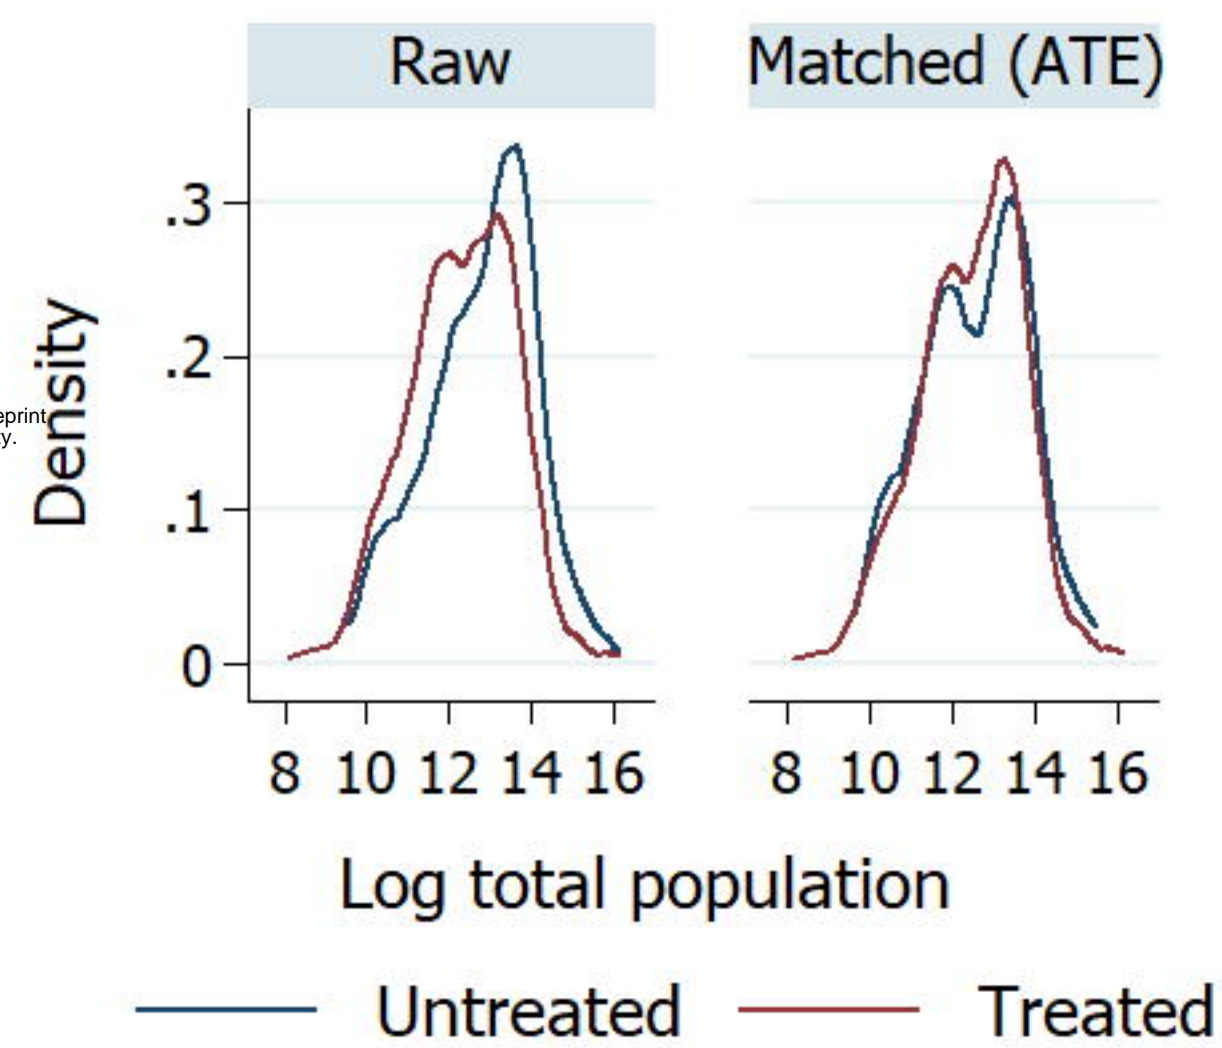 Raw
Matched (ATE)
Density
.3
.2
.1
0
eprint
y.
8 10 12 14 16
8 10 12 14 16
Log total population
Untreated
Treated